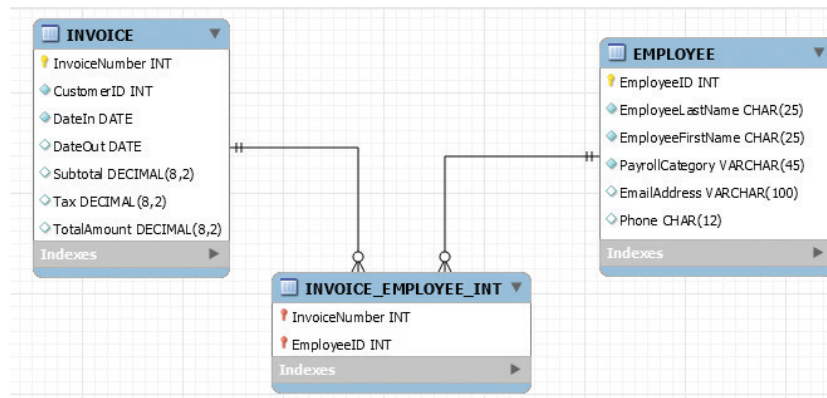 INVOICE
InvoiceNumber INT
CustomerID INT
DateIn DATE
DateOut DATE
Subtotal DECIMAL(8,2)
Tax DECIMAL(8,2)
TotalAmount DECIMAL(8,2)
Indexes
EMPLOYEE
EmployeeID INT
EmployeeLastName CHAR(25)
EmployeeFirstName CHAR(25)
PayrollCategory VARCHAR(45)
EmailAddress VARCHAR(100)
Phone CHAR(12)
Indexes
INVOICE_EMPLOYEE_INT
InvoiceNumber INT
EmployeeID INT
Indexes